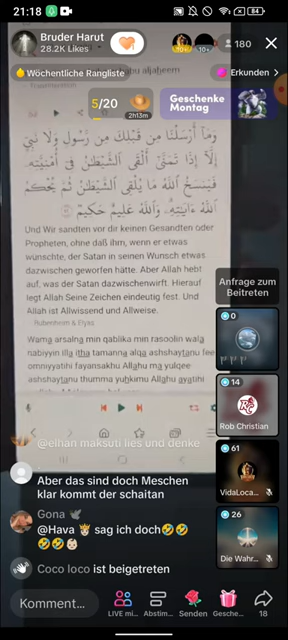 21:18
84
Bruder Harut
28.2K Likes
70+
10+
180
Wöchentliche Rangliste
Erkunden >
aljaheem
5/20
2h13m
Geschenke
Montag
وَمَآ أَرْسَلْنَا مِن قَبْلِكَ مِن رَّسُولٍ وَلَا نَبِىٍّ
إِلَّآ إِذَا تَمَنَّىٰٓ أَلْقَى ٱلشَّيْطَٰنُ فِىٓ أُمْنِيَّتِهِۦ
فَيَنسَخُ ٱللَّهُ مَا يُلْقِى ٱلشَّيْطَٰنُ ثُمَّ يُحْكِمُ
ٱللَّهُ ءَايَٰتِهِۦ وَٱللَّهُ عَلِيمٌ حَكِيمٌ
Und Wir sandten vor dir keinen Gesandten oder
Propheten, ohne daß ihm, wenn er etwas
wünschte, der Satan in seinen Wunsch etwas
dazwischen geworfen hätte. Aber Allah hebt
auf, was der Satan dazwischenwirft. Hierauf
legt Allah Seine Zeichen eindeutig fest. Und
Allah ist Allwissend und Allweise.
Bubenheim & Elyas
Wama arsalna min qablika min rasoolin wala
nabiyyin illa itha tamanna alqa ashshaytanu fee
omniyyatihi fayansakhu Allahu ma yulqee
ashshaytanu thumma yuhkimu Allahu ayatihi
Anfrage zum
Beitreten
0
14
Rob Christian
61
VidaLoca...
26
Die Wahr...
@elhan maksuti lies und denke
Aber das sind doch Meschen
klar kommt der schaitan
Gona
@Hava sag ich doch
Coco loco ist beigetreten
Komment...
LIVE mi...
Abstim...
Senden
Gesche...
18